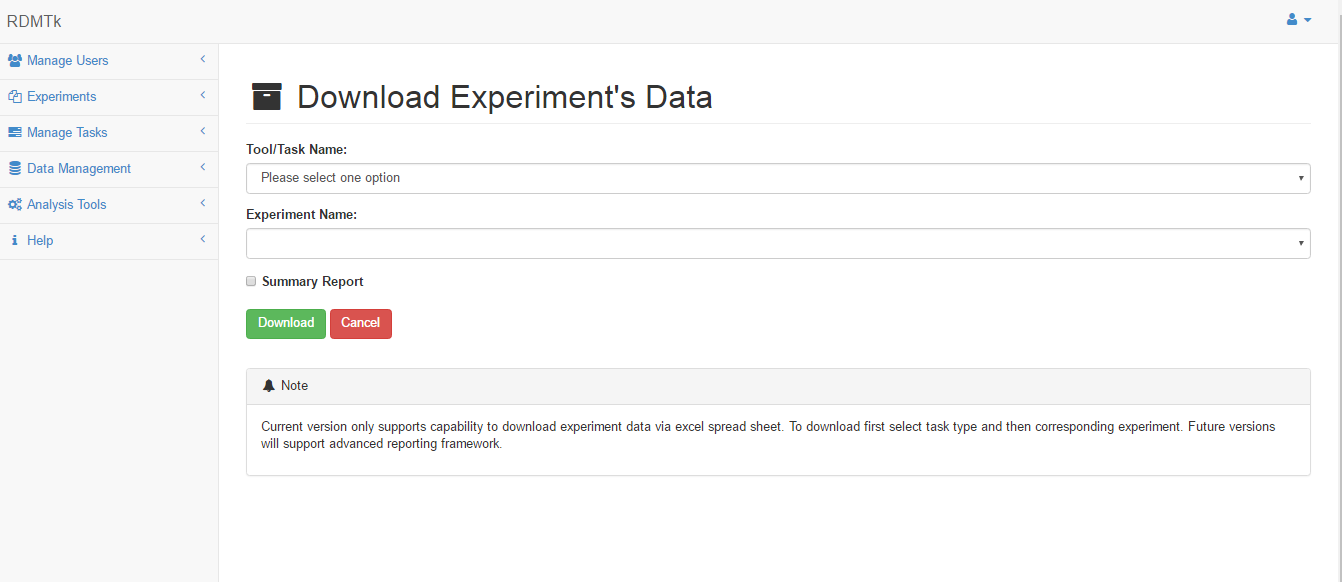 RDMTk
Manage Users
Experiments
Manage Tasks
Data Management
Analysis Tools
Help
Download Experiment's Data
Tool/Task Name:
Please select one option
Experiment Name:
Summary Report
Download Cancel
Note
Current version only supports capability to download experiment data via excel spread sheet. To download first select task type and then corresponding experiment. Future versions
will support advanced reporting framework.